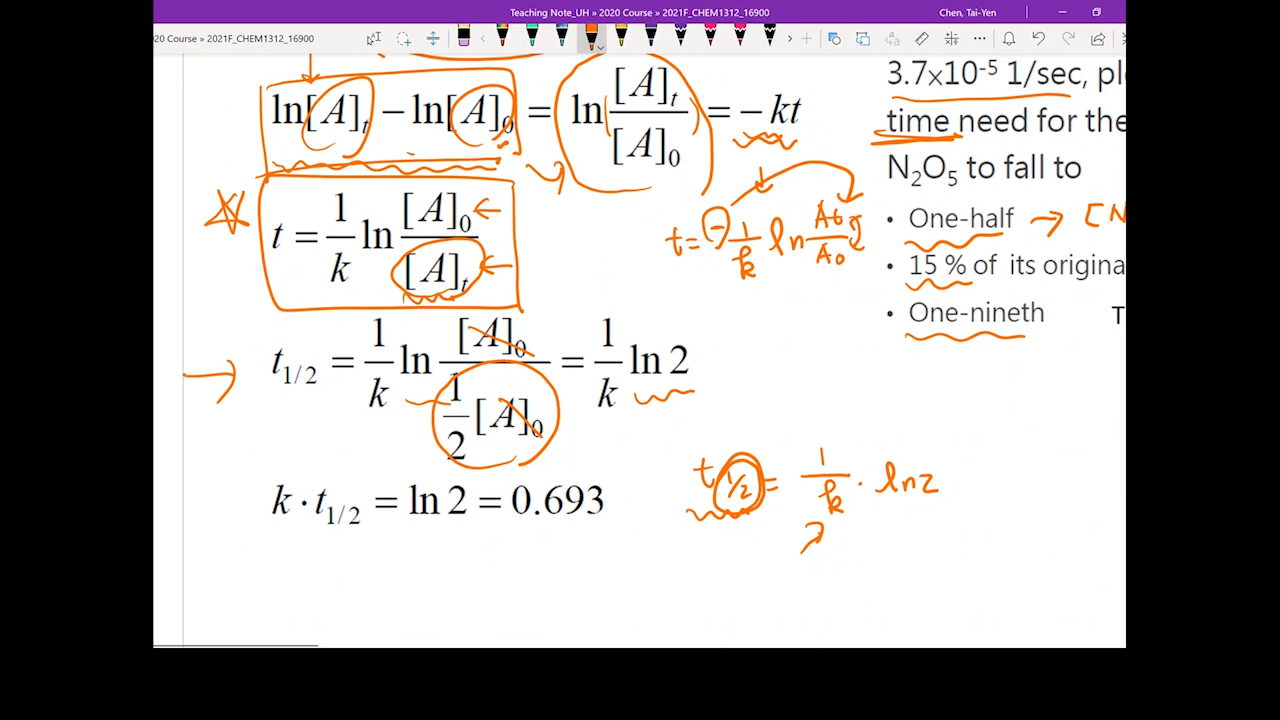 Teaching Note_UH » 2020 Course » 2021F_CHEM1312_16900
Chen, Tai-Yen
2020 Course » 2021F_CHEM1312_16900
ln[A]t − ln[A]0 = ln [A]t / [A]0 = − kt
t = 1/k ln [A]0 / [A]t
t = − 1/k ln At / A0
t1/2 = 1/k ln [A]0 / 1/2 [A]0 = 1/k ln 2
k · t1/2 = ln 2 = 0.693
t 1/2 = 1/k · ln2
3.7×10-5 1/sec, pl
time need for the
N2O5 to fall to
• One-half → [N
• 15 % of its origina
• One-nineth T